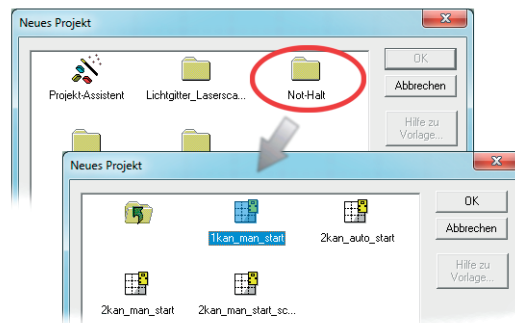 Neues Projekt
OK
Projekt-Assistent Lichtgitter_Lasersca... Not-Halt
Abbrechen
Hilfe zu
Vorlage...
Neues Projekt
OK
1kan_man_start 2kan_auto_start
Abbrechen
Hilfe zu
Vorlage...
2kan_man_start 2kan_man_start_sc...